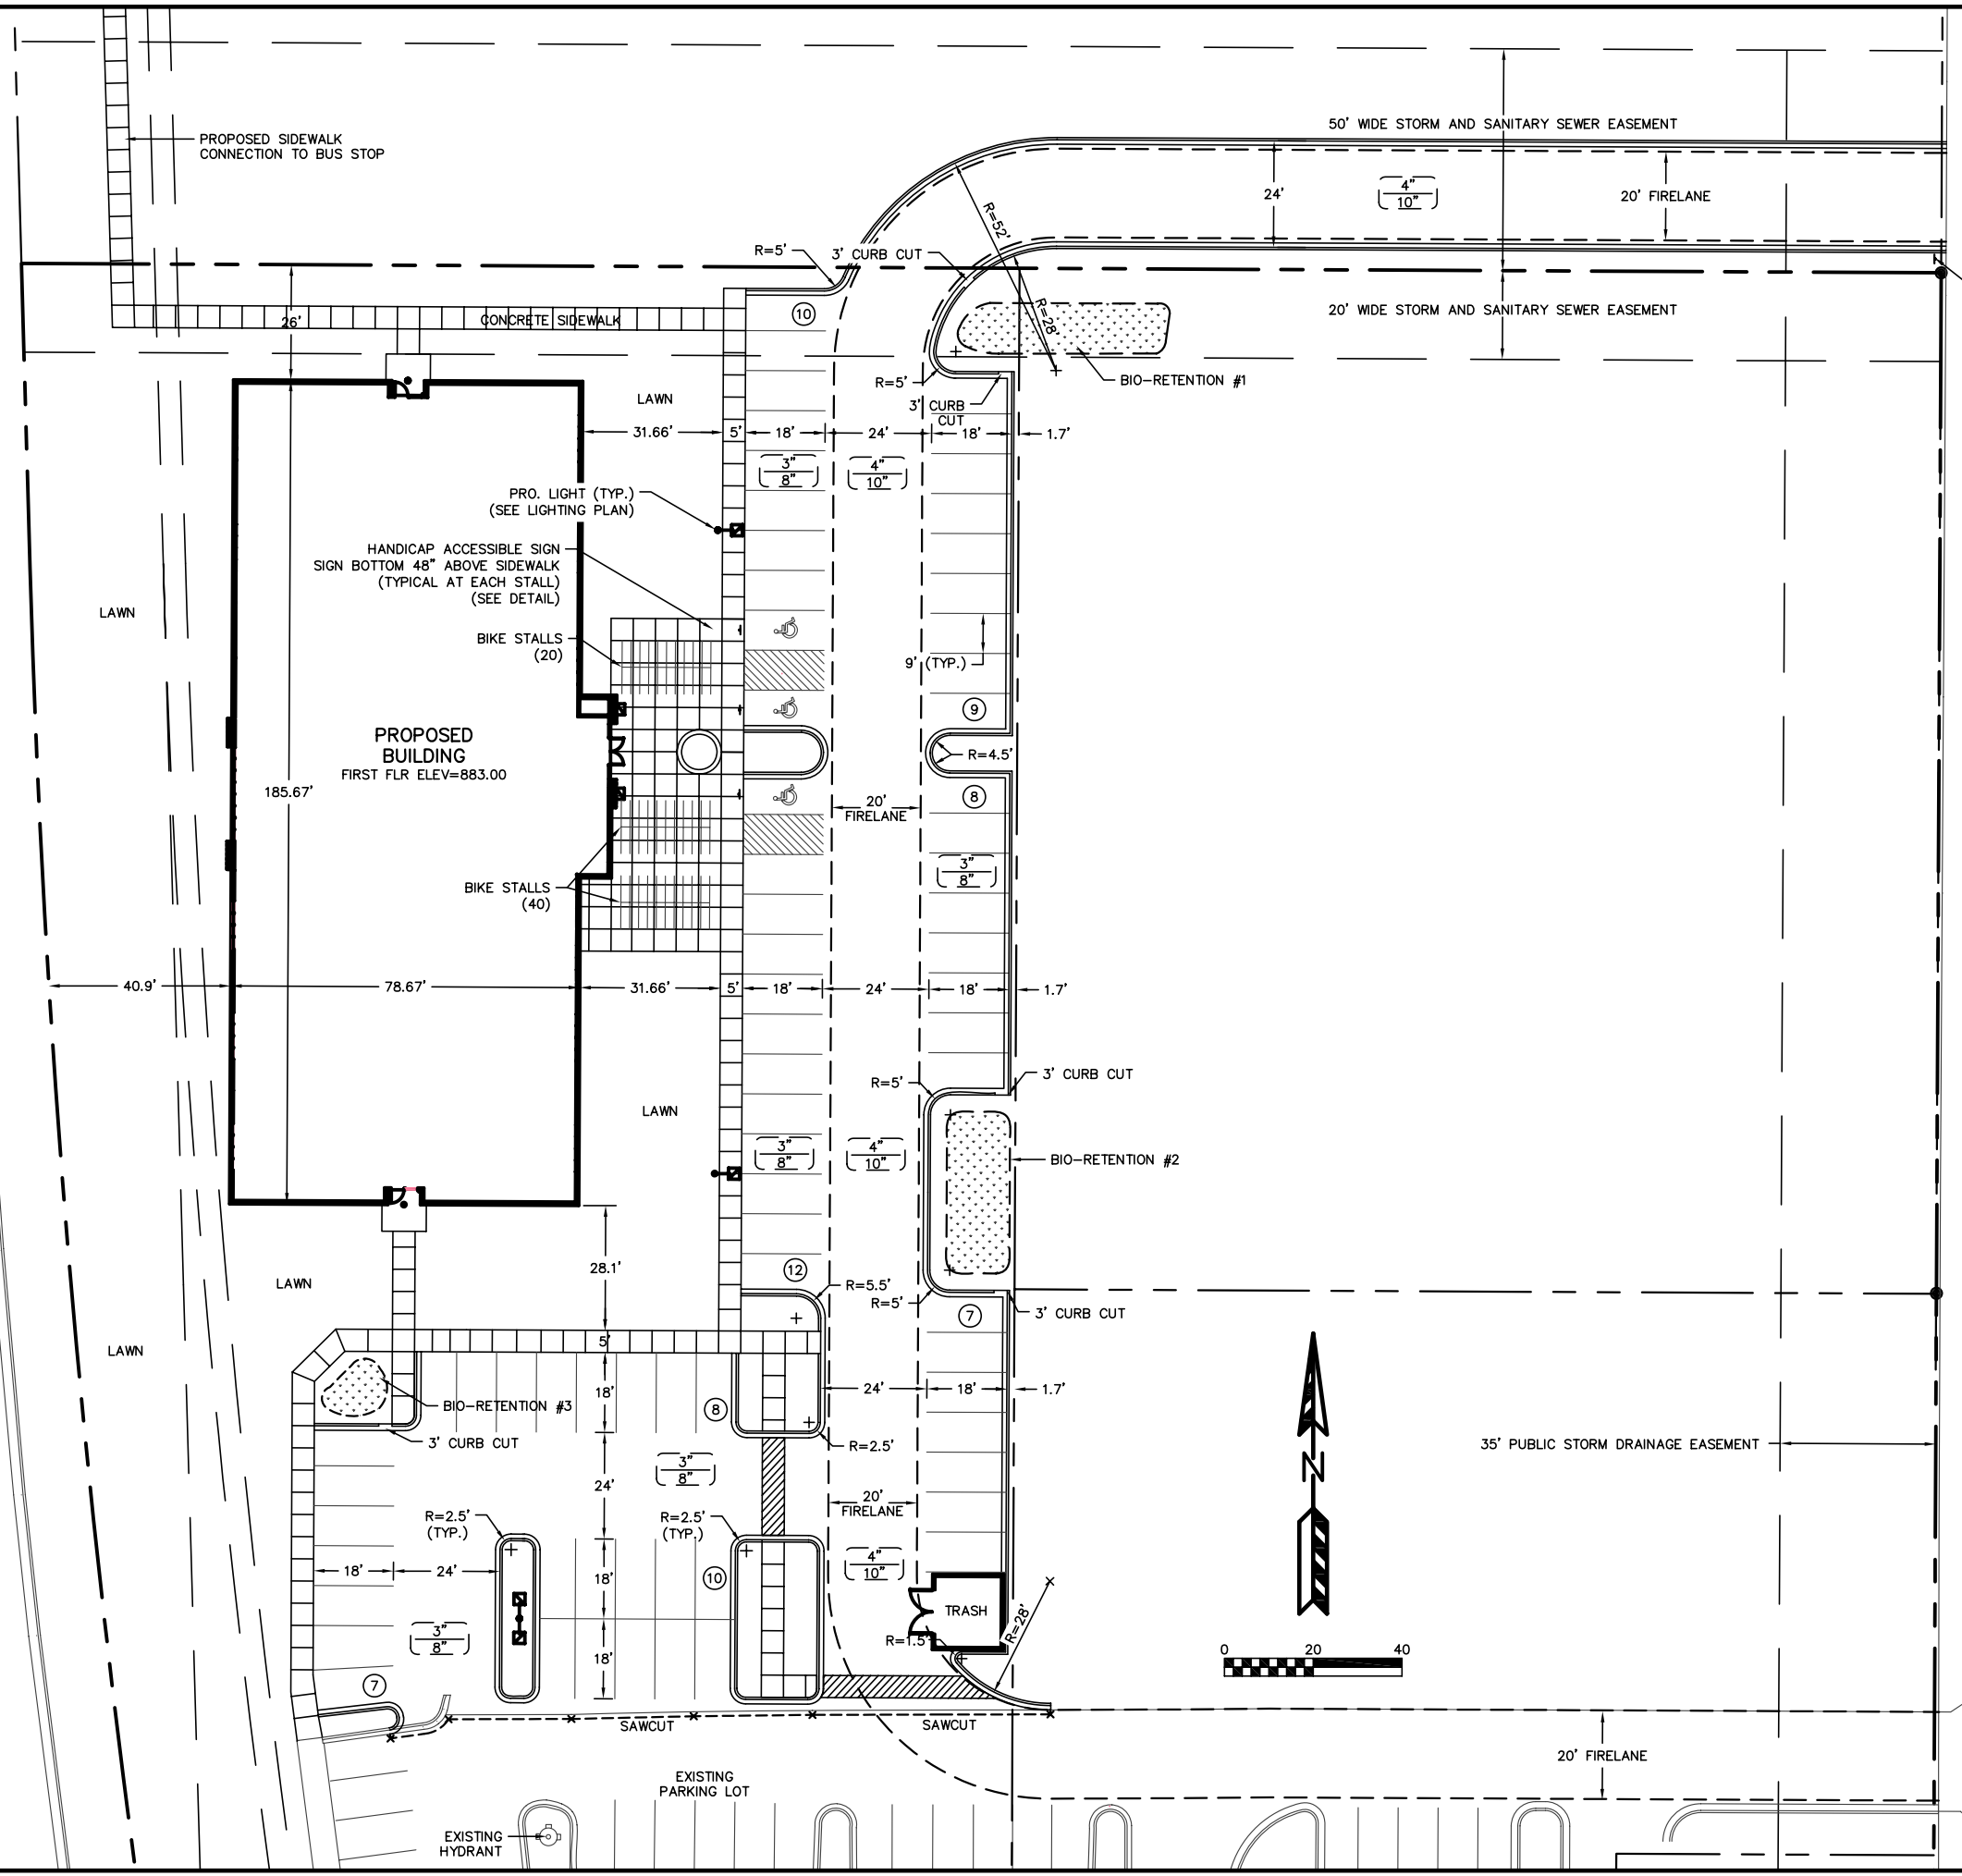 50' WIDE STORM AND SANITARY SEWER EASEMENT
PROPOSED SIDEWALK
CONNECTION TO BUS STOP
24'
4"
10"
20' FIRELANE
R=52'
R=5'
3' CURB CUT
10
26'
CONCRETE SIDEWALK
R=28'
20' WIDE STORM AND SANITARY SEWER EASEMENT
R=5'
BIO-RETENTION #1
LAWN
3' CURB
CUT
31.66'
5'
18'
24'
18'
1.7'
3"
8"
4"
10"
PRO. LIGHT (TYP.)
(SEE LIGHTING PLAN)
HANDICAP ACCESSIBLE SIGN
SIGN BOTTOM 48" ABOVE SIDEWALK
(TYPICAL AT EACH STALL)
(SEE DETAIL)
LAWN
BIKE STALLS
(20)
9' (TYP.)
9
PROPOSED
BUILDING
FIRST FLR ELEV=883.00
R=4.5'
185.67'
8
20'
FIRELANE
3"
8"
BIKE STALLS
(40)
40.9'
78.67'
31.66'
5'
18'
24'
18'
1.7'
3' CURB CUT
R=5'
LAWN
3"
8"
4"
10"
BIO-RETENTION #2
28.1'
12
LAWN
R=5.5'
R=5'
7
3' CURB CUT
5'
LAWN
18'
24'
18'
1.7'
BIO-RETENTION #3
8
3' CURB CUT
R=2.5'
35' PUBLIC STORM DRAINAGE EASEMENT
N
3"
8"
24'
20'
FIRELANE
R=2.5'
(TYP.)
R=2.5'
(TYP.)
4"
10"
18'
24'
18'
10
TRASH
R=28'
3"
8"
R=1.5'
18'
0
20
40
7
SAWCUT
SAWCUT
20' FIRELANE
EXISTING
PARKING LOT
EXISTING
HYDRANT